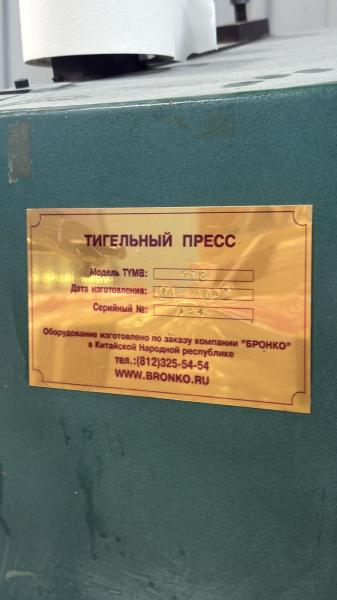 ТИГЕЛЬНЫЙ ПРЕСС
Модель TYMB:
Дата изготовления:
Серийный №:
Оборудование изготовлено по заказу компании "БРОНКО"
в Китайской Народной республике
тел.:(812)325-54-54
WWW.BRONKO.RU